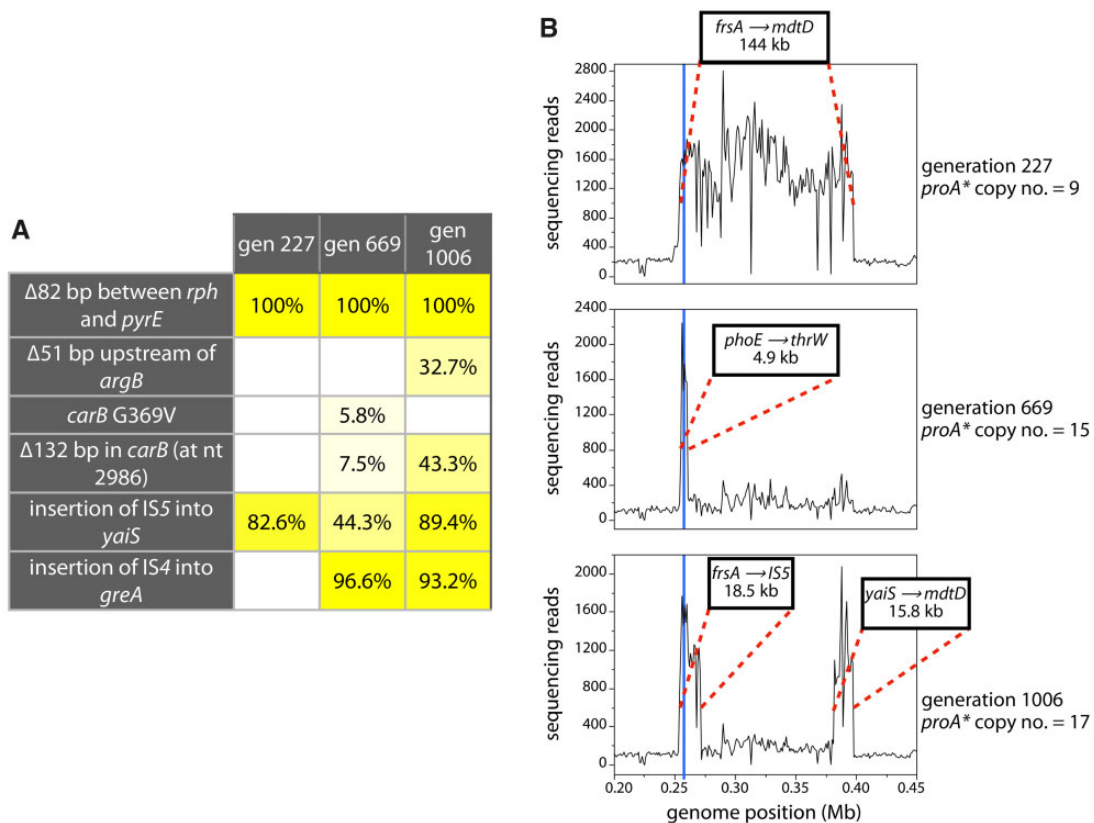 A
gen 227 gen 669 gen
1006
Δ82 bp between rph
and pyrE
100% 100% 100%
Δ51 bp upstream of
argB
32.7%
carB G369V
5.8%
Δ132 bp in carB (at nt
2986)
7.5% 43.3%
insertion of IS5 into
yaiS
82.6% 44.3% 89.4%
insertion of IS4 into
greA
96.6% 93.2%
B
frsA → mdtD
144 kb
2800
2400
2000
1600
1200
800
400
0
sequencing reads
generation 227
proA* copy no. = 9
phoE → thrW
4.9 kb
2400
2000
1600
1200
800
400
0
sequencing reads
generation 669
proA* copy no. = 15
frsA → IS5
18.5 kb
yaiS → mdtD
15.8 kb
1600
1200
800
400
0
sequencing reads
generation 1006
proA* copy no. = 17
0.20 0.25 0.30 0.35 0.40 0.45
genome position (Mb)